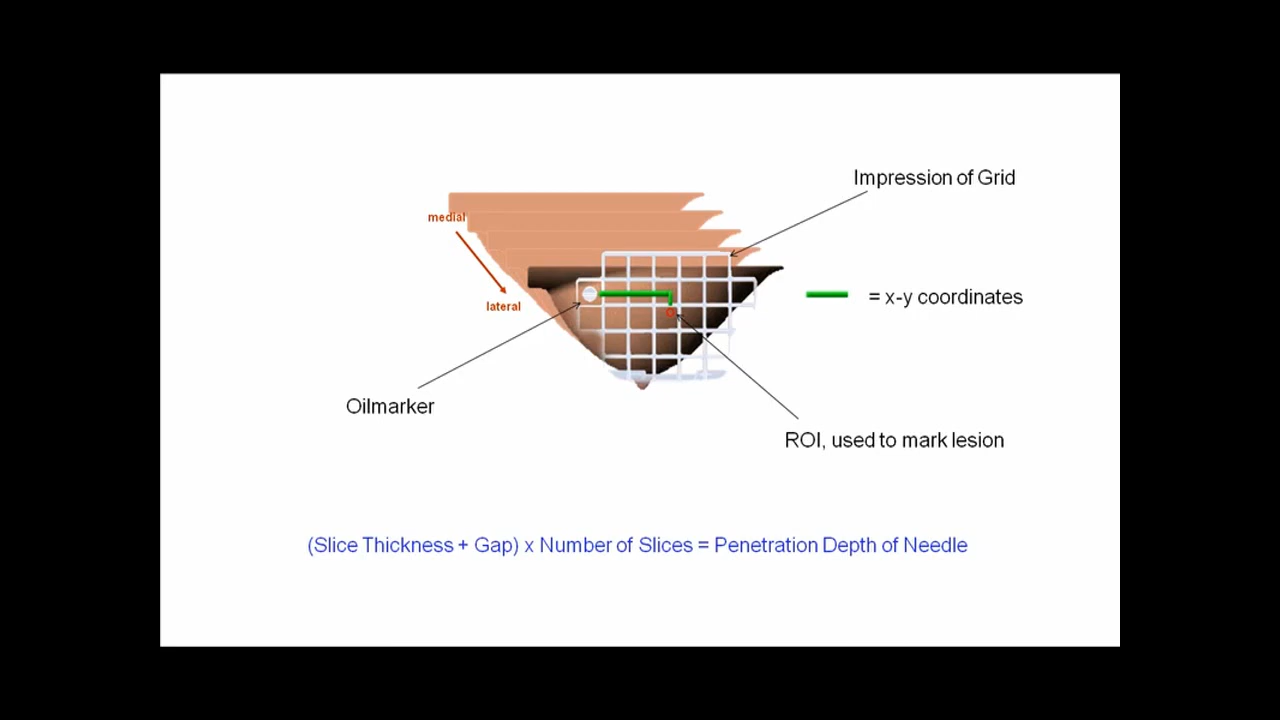 Impression of Grid
medial
lateral
= x-y coordinates
Oilmarker
ROI, used to mark lesion
(Slice Thickness + Gap) x Number of Slices = Penetration Depth of Needle